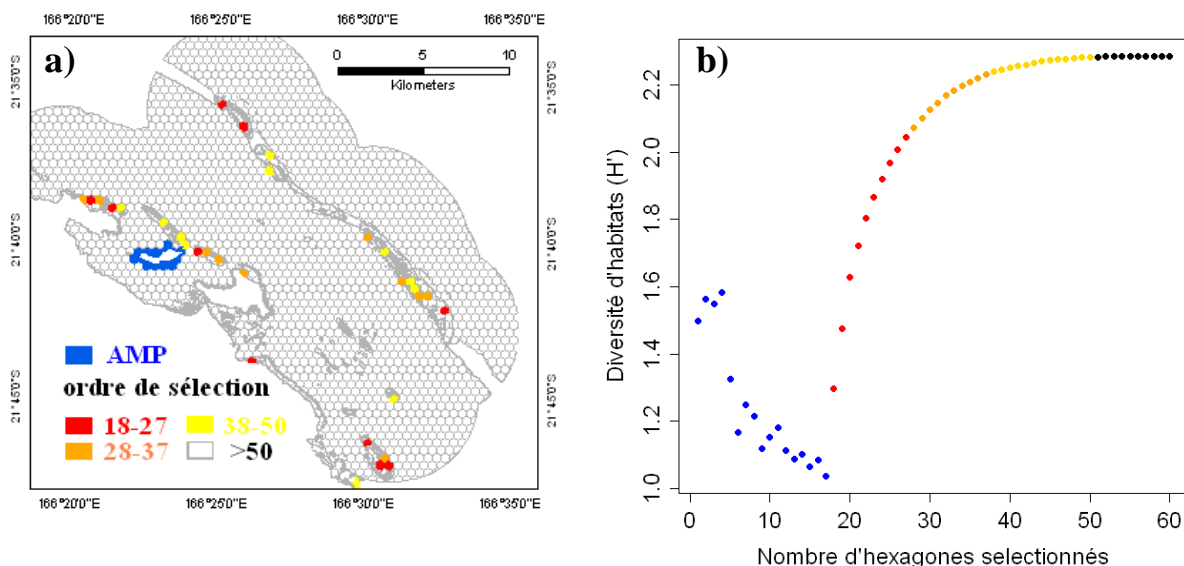 166°20'0"E 166°25'0"E 166°30'0"E 166°35'0"E
a)
0 5 10
Kilometers
21°35'0"S
21°40'0"S
21°45'0"S
21°35'0"S
21°40'0"S
21°45'0"S
AMP
ordre de sélection
18-27 38-50
28-37 >50
166°20'0"E 166°25'0"E 166°30'0"E 166°35'0"E
b)
Diversité d'habitats (H')
2.2
2.0
1.8
1.6
1.4
1.2
1.0
0 10 20 30 40 50 60
Nombre d'hexagones selectionnés